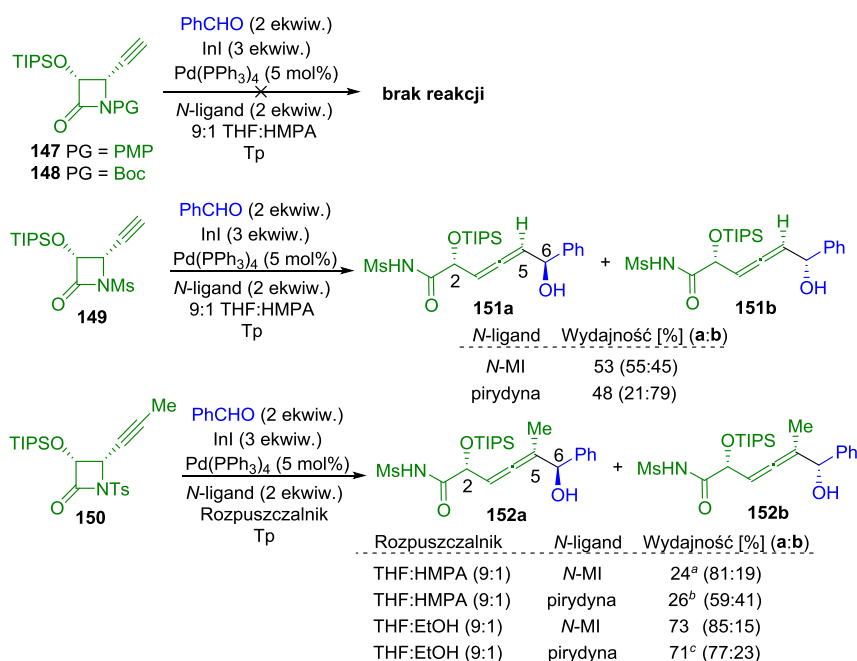 PhCHO (2 ekwiw.)
InI (3 ekwiw.)
Pd(PPh3)4 (5 mol%)
N-ligand (2 ekwiw.)
9:1 THF:HMPA
Tp
TIPSO
O
NPG
147 PG = PMP
148 PG = Boc
brak reakcji
PhCHO (2 ekwiw.)
InI (3 ekwiw.)
Pd(PPh3)4 (5 mol%)
N-ligand (2 ekwiw.)
9:1 THF:HMPA
Tp
TIPSO
O
NMs
149
OTIPS
H
6
Ph
MsHN
2
5
OH
O
151a
+
OTIPS
H
Ph
MsHN
OH
O
151b
N-ligand Wydajność [%] (a:b)
N-MI 53 (55:45)
pirydyna 48 (21:79)
PhCHO (2 ekwiw.)
InI (3 ekwiw.)
Pd(PPh3)4 (5 mol%)
N-ligand (2 ekwiw.)
Rozpuszczalnik
Tp
Me
TIPSO
O
NTs
150
OTIPS
Me
6
Ph
MsHN
2
5
OH
O
152a
+
OTIPS
Me
Ph
MsHN
OH
O
152b
Rozpuszczalnik N-ligand Wydajność [%] (a:b)
THF:HMPA (9:1) N-MI 24a (81:19)
THF:HMPA (9:1) pirydyna 26b (59:41)
THF:EtOH (9:1) N-MI 73 (85:15)
THF:EtOH (9:1) pirydyna 71c (77:23)